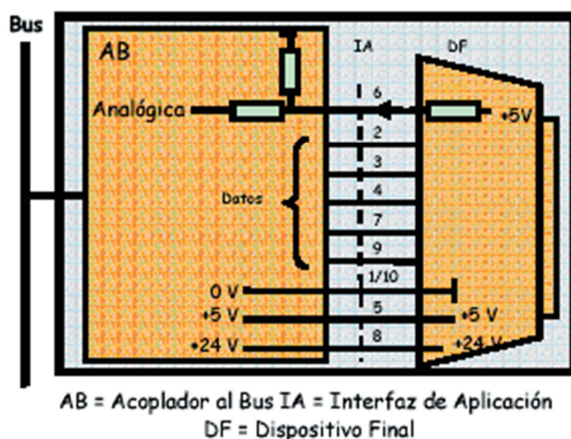 Bus
AB
IA
DF
6
Analógica
+5V
2
3
Datos
4
7
9
1/10
0 V
+5 V
5
+5 V
+24 V
8
+24 V
AB = Acoplador al Bus IA = Interfaz de Aplicación
DF = Dispositivo Final